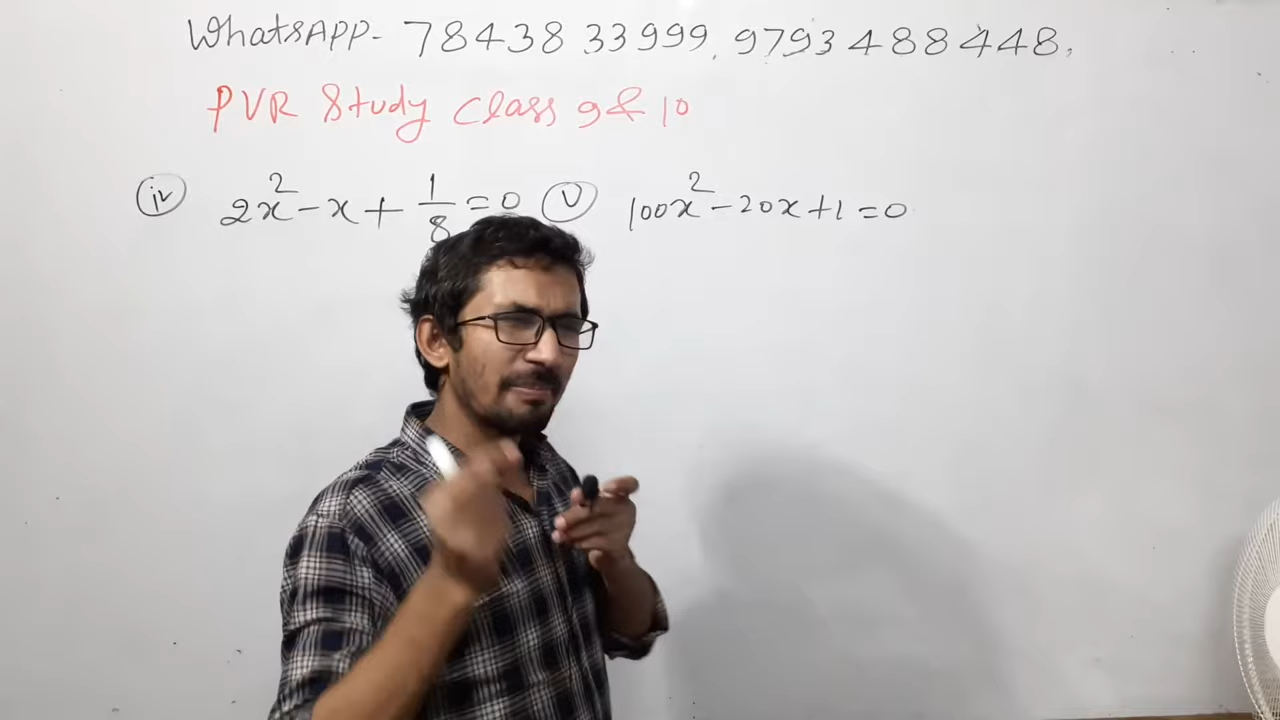 WhatsAPP- 78438 33999, 9793 488448,
PVR Study Class 9 & 10
iv 2x² - x + 1/8 = 0 v 100x² - 20x + 1 = 0